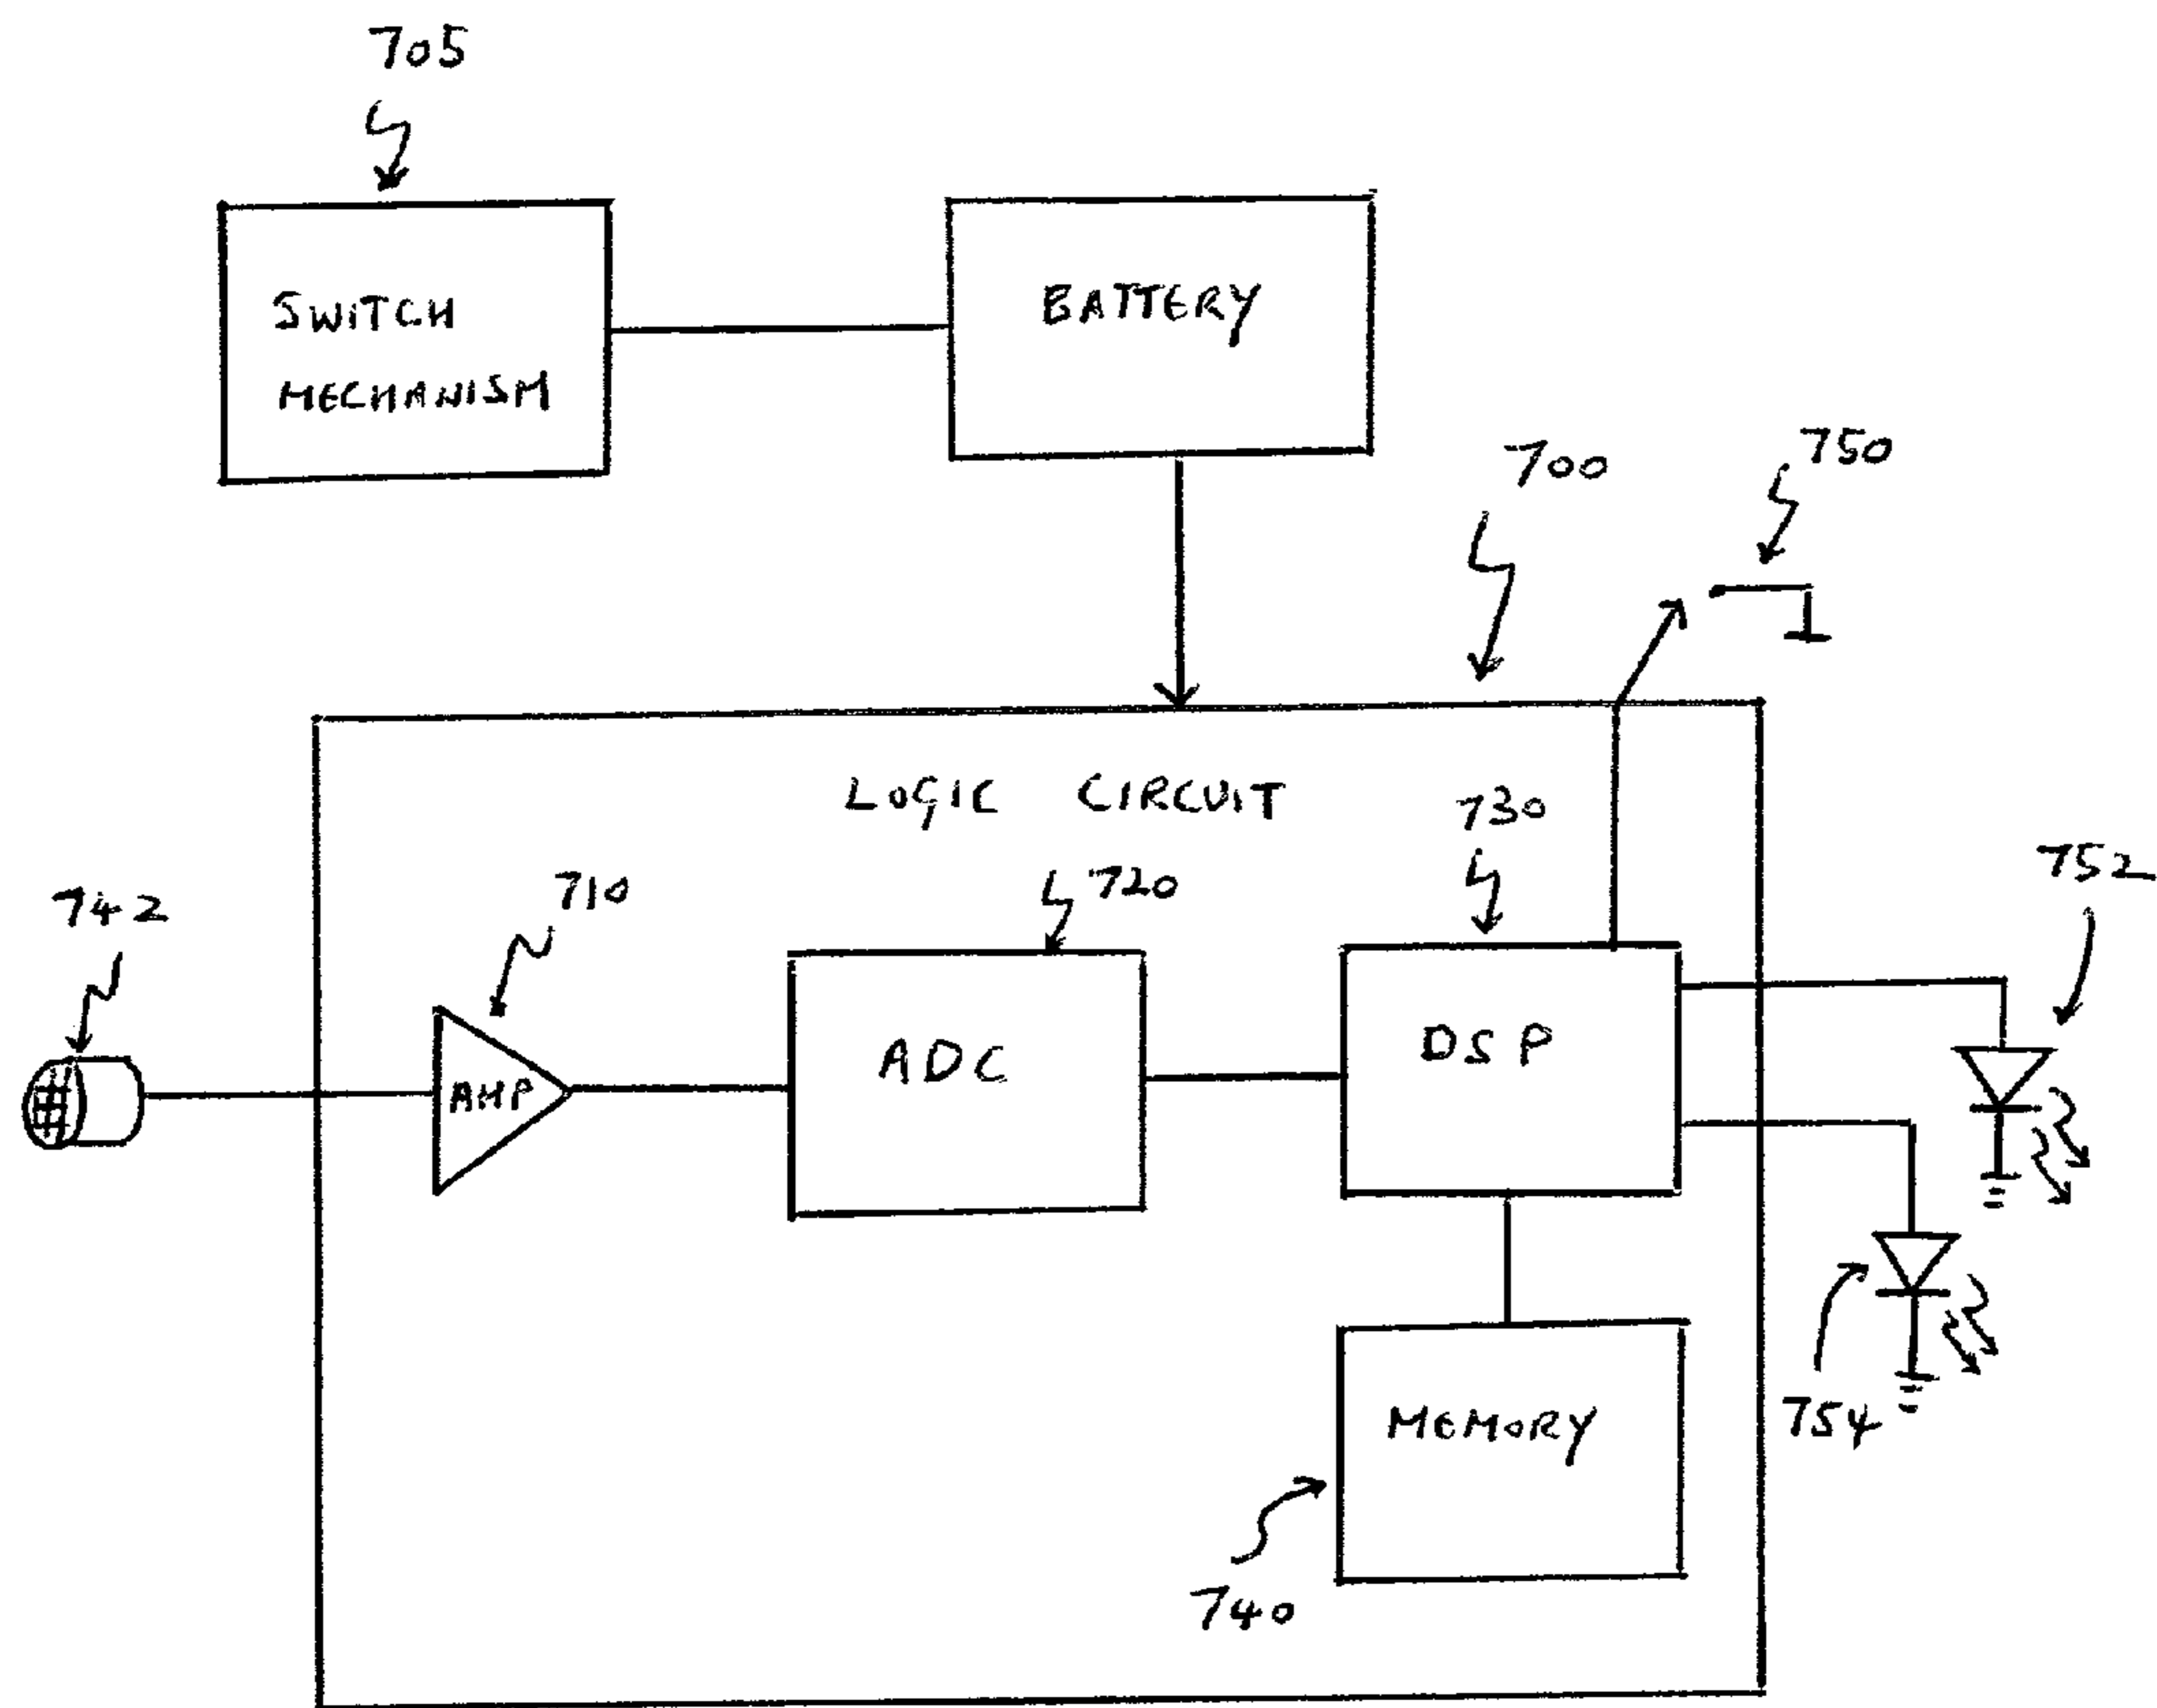 705
SWITCH
MECHANISM
BATTERY
700
750
LOGIC CIRCUIT
730
752
742
710
720
AMP
ADC
DSP
754
MEMORY
740